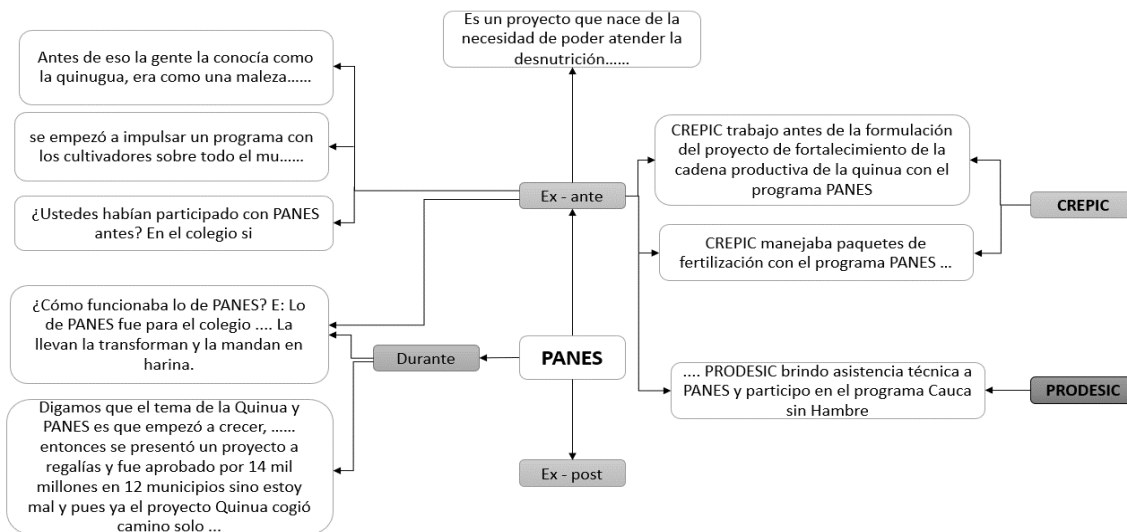 Es un proyecto que nace de la
necesidad de poder atender la
desnutrición......
Antes de eso la gente la conocía como
la quinugua, era como una maleza......
se empezó a impulsar un programa con
los cultivadores sobre todo el mu......
¿Ustedes habían participado con PANES
antes? En el colegio si
¿Cómo funcionaba lo de PANES? E: Lo
de PANES fue para el colegio .... La
llevan la transforman y la mandan en
harina.
Digamos que el tema de la Quinua y
PANES es que empezó a crecer, ......
entonces se presentó un proyecto a
regalías y fue aprobado por 14 mil
millones en 12 municipios sino estoy
mal y pues ya el proyecto Quinua cogió
camino solo ...
Ex - ante
Durante
PANES
Ex - post
CREPIC trabajo antes de la formulación
del proyecto de fortalecimiento de la
cadena productiva de la quinua con el
programa PANES
CREPIC manejaba paquetes de
fertilización con el programa PANES ...
.... PRODESIC brindo asistencia técnica a
PANES y participo en el programa Cauca
sin Hambre
CREPIC
PRODESIC